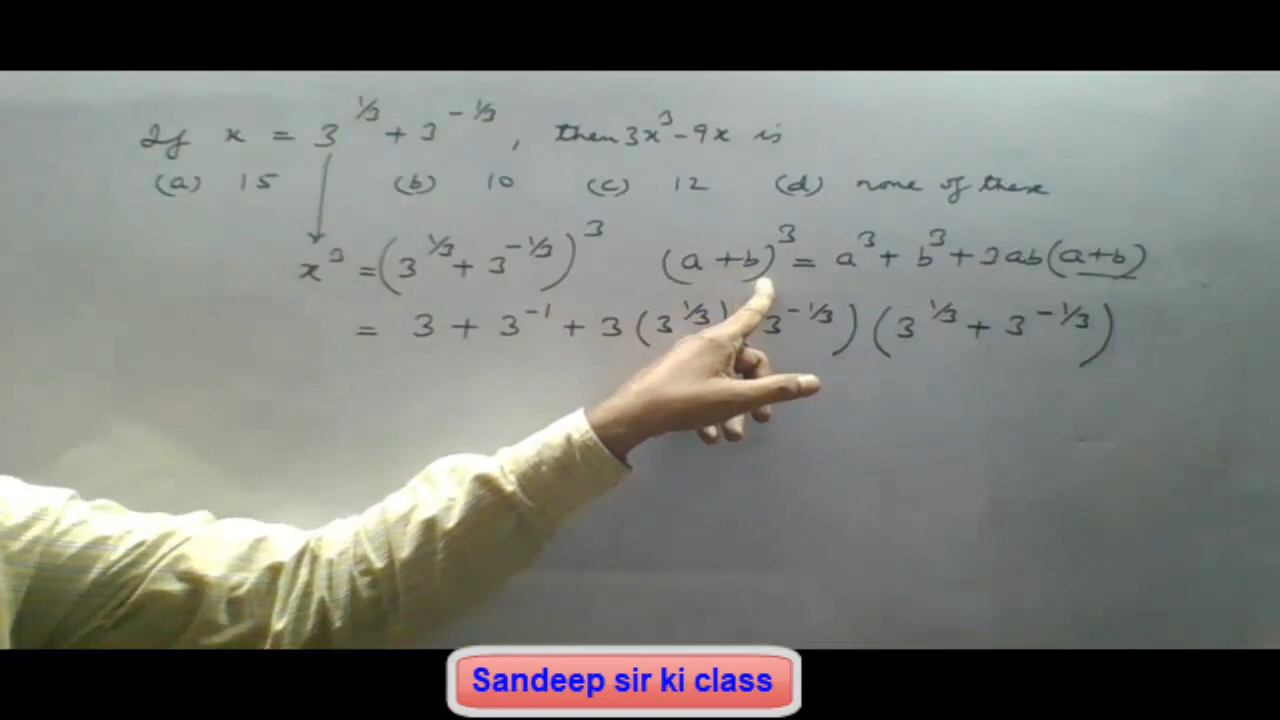 If x = 3^{1/3} + 3^{-1/3}, then 3x^3 - 9x is
(a) 15 (b) 10 (c) 12 (d) none of these
x^3 = (3^{1/3} + 3^{-1/3})^3 (a + b)^3 = a^3 + b^3 + 3ab(a+b)
= 3 + 3^{-1} + 3(3^{1/3}) 3^{-1/3})(3^{1/3} + 3^{-1/3})
Sandeep sir ki class